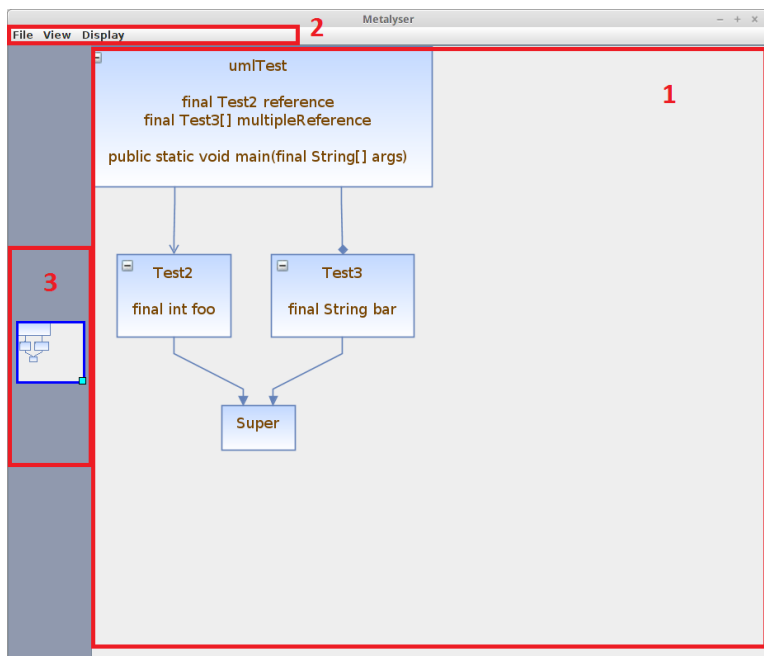 Metalyser
File View Display
2
1
umlTest
final Test2 reference
final Test3[] multipleReference
public static void main(final String[] args)
3
Test2
final int foo
Test3
final String bar
Super